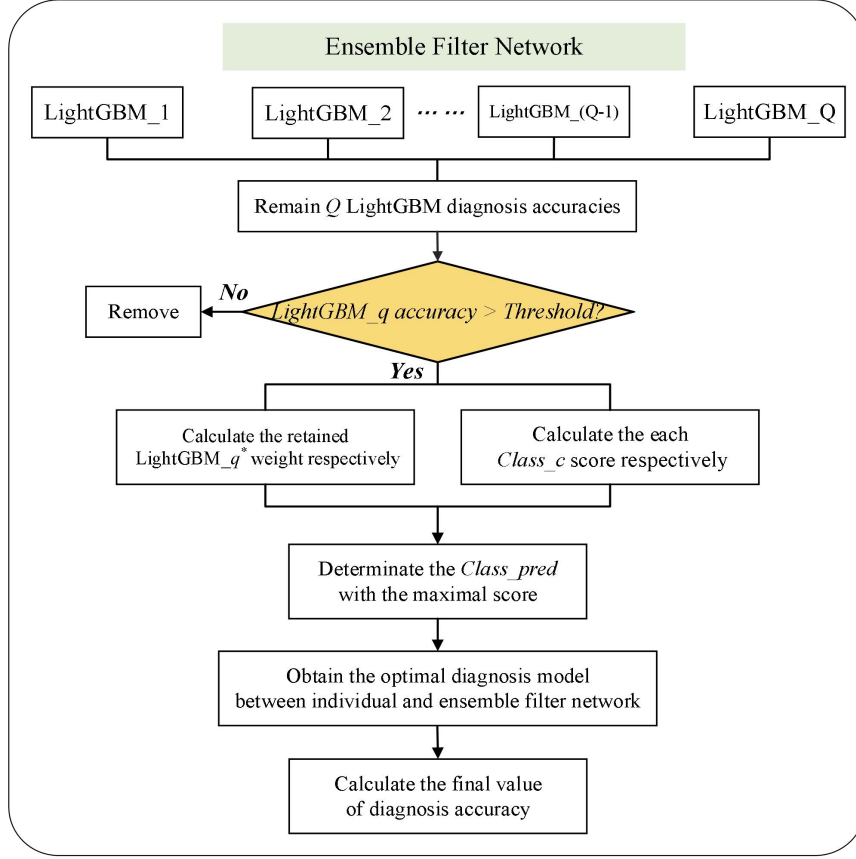 Ensemble Filter Network
LightGBM_1
LightGBM_2
... ...
LightGBM_(Q-1)
LightGBM_Q
Remain Q LightGBM diagnosis accuracies
No
Remove
LightGBM_q accuracy > Threshold?
Yes
Calculate the retained
LightGBM_q* weight respectively
Calculate the each
Class_c score respectively
Determinate the Class_pred
with the maximal score
Obtain the optimal diagnosis model
between individual and ensemble filter network
Calculate the final value
of diagnosis accuracy